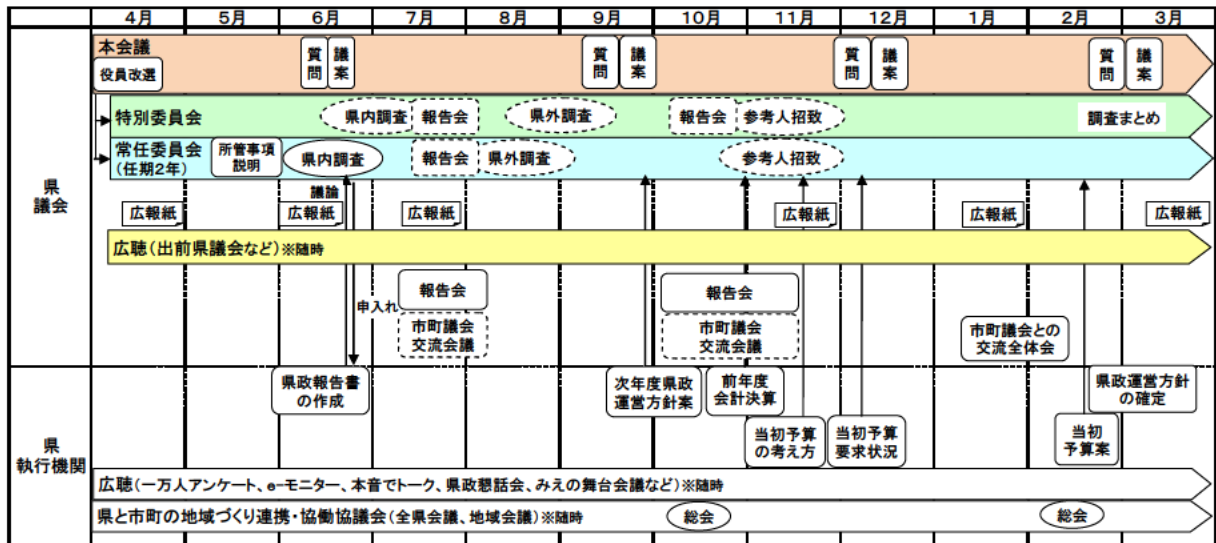 4月 5月 6月 7月 8月 9月 10月 11月 12月 1月 2月 3月
県
議会
本会議
役員改選
質問
議案
質問
議案
質問
議案
質問
議案
特別委員会
県内調査
報告会
県外調査
報告会
参考人招致
調査まとめ
常任委員会
(任期2年)
所管事項
説明
県内調査
報告会
県外調査
参考人招致
議論
広報紙 広報紙 広報紙 広報紙 広報紙 広報紙
広聴(出前県議会など)※随時
申入れ
報告会
報告会
市町議会
交流会議
市町議会
交流会議
市町議会との
交流全体会
県
執行機関
県政報告書
の作成
次年度県政
運営方針案
前年度
会計決算
県政運営方針
の確定
当初予算
の考え方
当初予算
要求状況
当初
予算案
広聴(一万人アンケート、e-モニター、本音でトーク、県政懇話会、みえの舞台会議など)※随時
県と市町の地域づくり連携・協働協議会(全県会議、地域会議)※随時
総会
総会